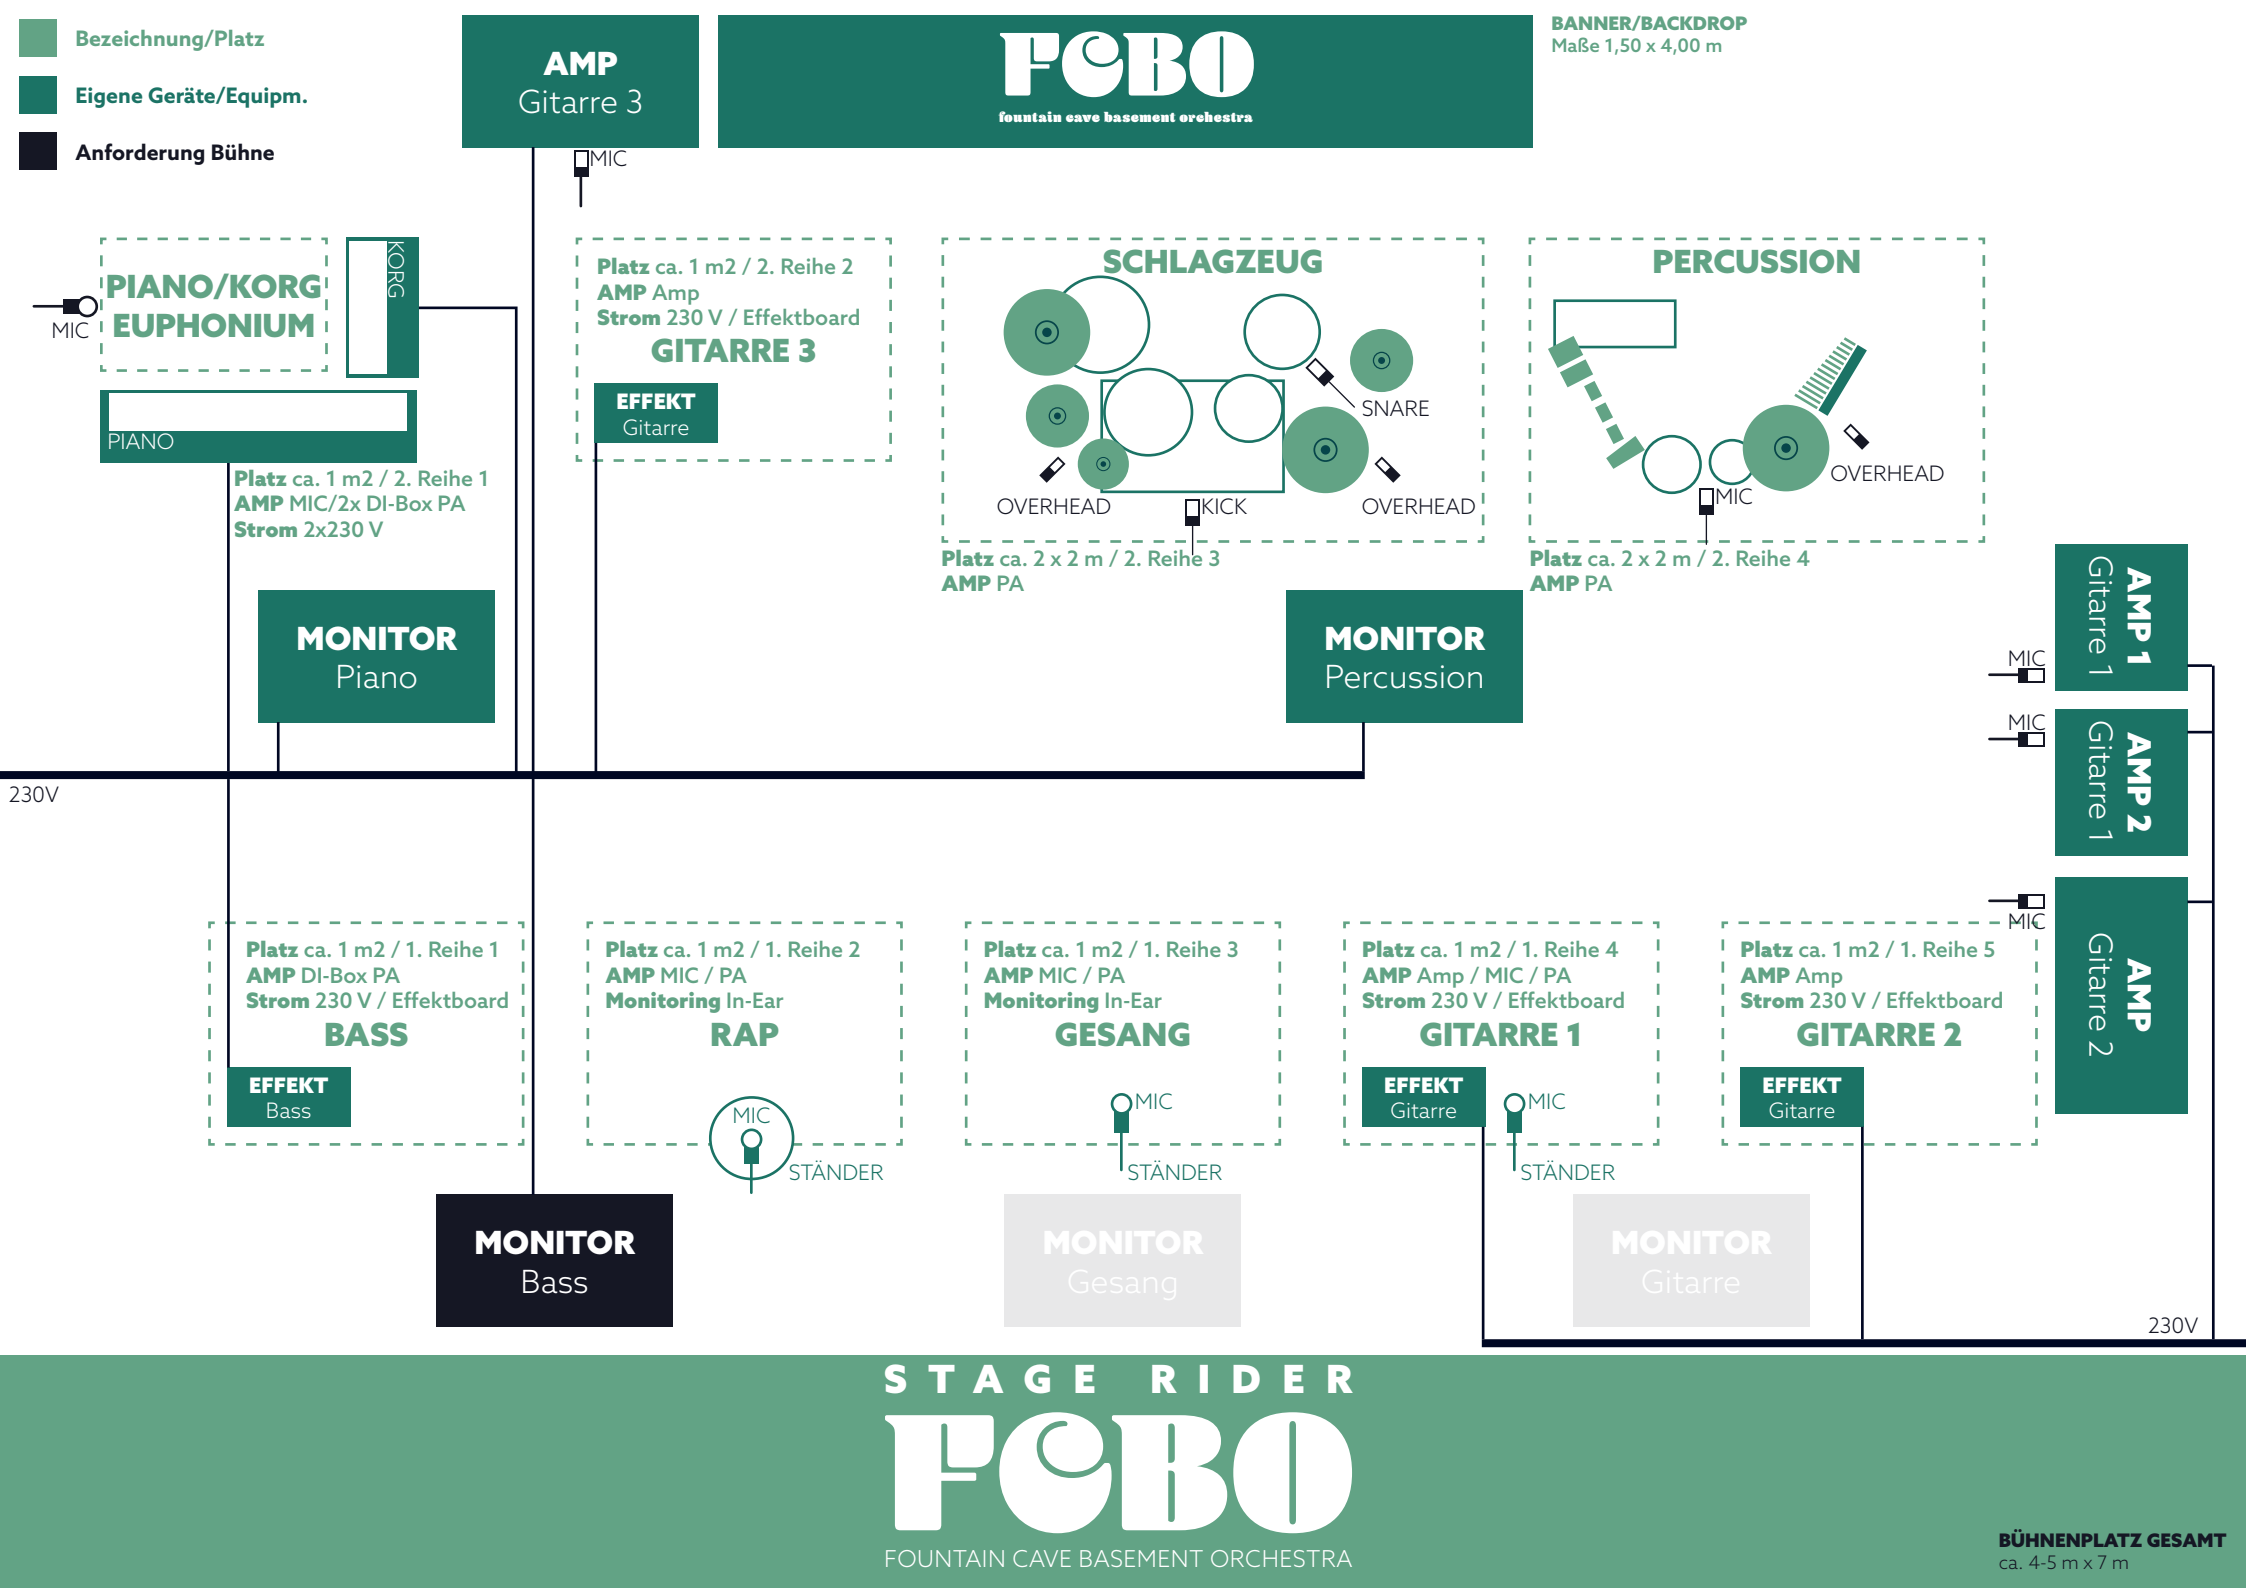 Bezeichnung/Platz
Eigene Geräte/Equipm.
Anforderung Bühne
AMP
Gitarre 3
MIC
FCBO
fountain cave basement orchestra
BANNER/BACKDROP
Maße 1,50 x 4,00 m
PIANO/KORG
EUPHONIUM
MIC
KORG
PIANO
Platz ca. 1 m2 / 2. Reihe 1
AMP MIC/2x DI-Box PA
Strom 2x230 V
Platz ca. 1 m2 / 2. Reihe 2
AMP Amp
Strom 230 V / Effektboard
GITARRE 3
EFFEKT
Gitarre
SCHLAGZEUG
SNARE
OVERHEAD
KICK
OVERHEAD
Platz ca. 2 x 2 m / 2. Reihe 3
AMP PA
PERCUSSION
OVERHEAD
MIC
Platz ca. 2 x 2 m / 2. Reihe 4
AMP PA
MONITOR
Piano
MONITOR
Percussion
230V
MIC
AMP 1
Gitarre 1
MIC
AMP 2
Gitarre 1
MIC
AMP
Gitarre 2
Platz ca. 1 m2 / 1. Reihe 1
AMP DI-Box PA
Strom 230 V / Effektboard
BASS
EFFEKT
Bass
Platz ca. 1 m2 / 1. Reihe 2
AMP MIC / PA
Monitoring In-Ear
RAP
MIC
STÄNDER
Platz ca. 1 m2 / 1. Reihe 3
AMP MIC / PA
Monitoring In-Ear
GESANG
MIC
STÄNDER
Platz ca. 1 m2 / 1. Reihe 4
AMP Amp / MIC / PA
Strom 230 V / Effektboard
GITARRE 1
EFFEKT
Gitarre
MIC
STÄNDER
Platz ca. 1 m2 / 1. Reihe 5
AMP Amp
Strom 230 V / Effektboard
GITARRE 2
EFFEKT
Gitarre
MONITOR
Bass
MONITOR
Gesang
MONITOR
Gitarre
230V
STAGE RIDER
FCBO
FOUNTAIN CAVE BASEMENT ORCHESTRA
BÜHNENPLATZ GESAMT
ca. 4-5 m x 7 m